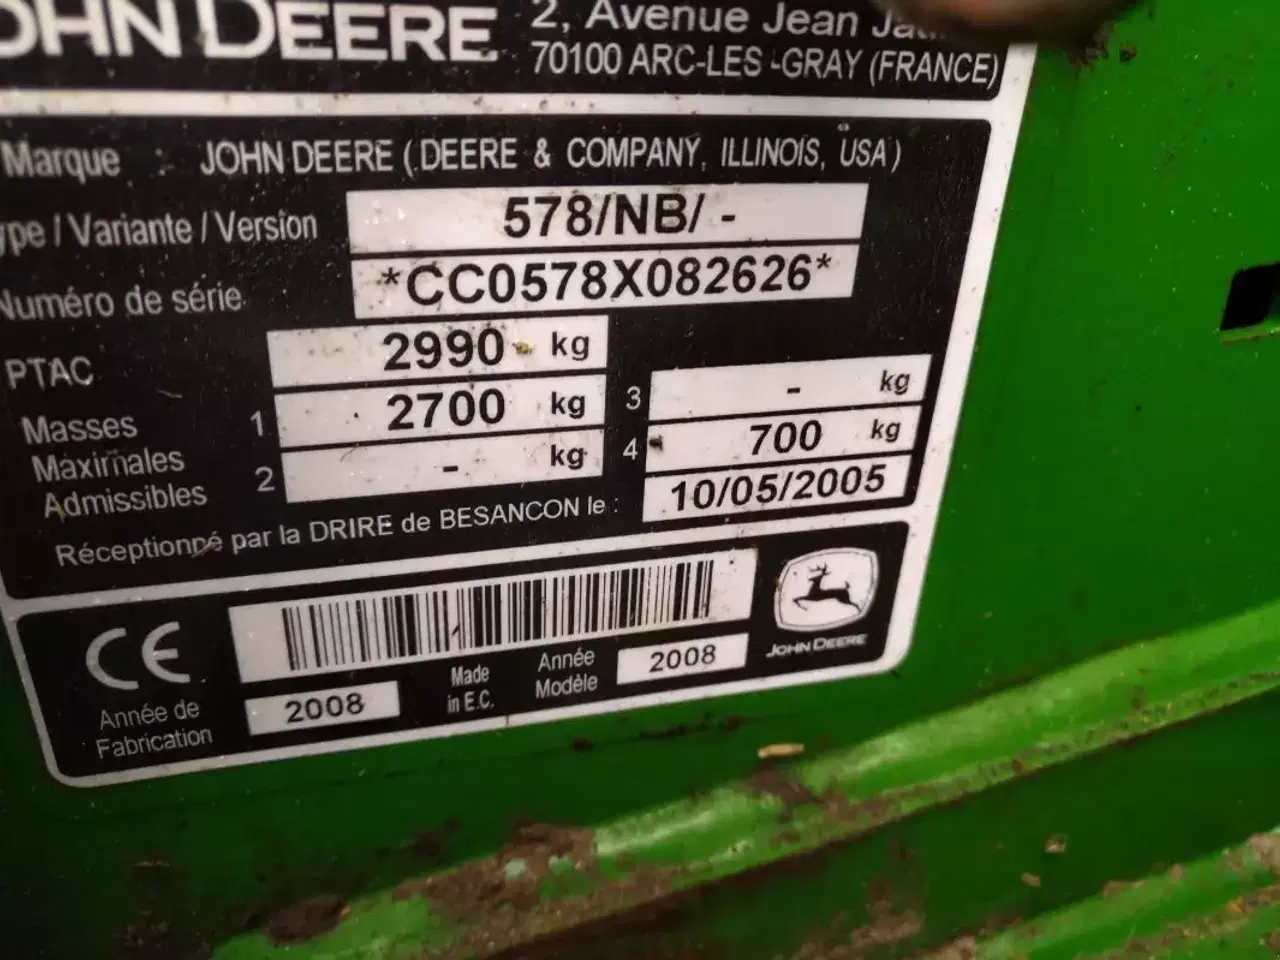 JOHN DEERE
2, Avenue Jean
70100 ARC-LES -GRAY (FRANCE)
Marque : JOHN DEERE ( DEERE & COMPANY, ILLINOIS, USA )
ype / Variante / Version 578/NB/ -
Numéro de série *CC0578X082626*
PTAC 2990 kg
Masses Maximales Admissibles
1 2700 kg
2 - kg
3 - kg
4 700 kg
Réceptionné par la DRIRE de BESANCON le : 10/05/2005
CE
Année de Fabrication 2008
Made in E.C.
Année Modèle 2008
JOHN DEERE